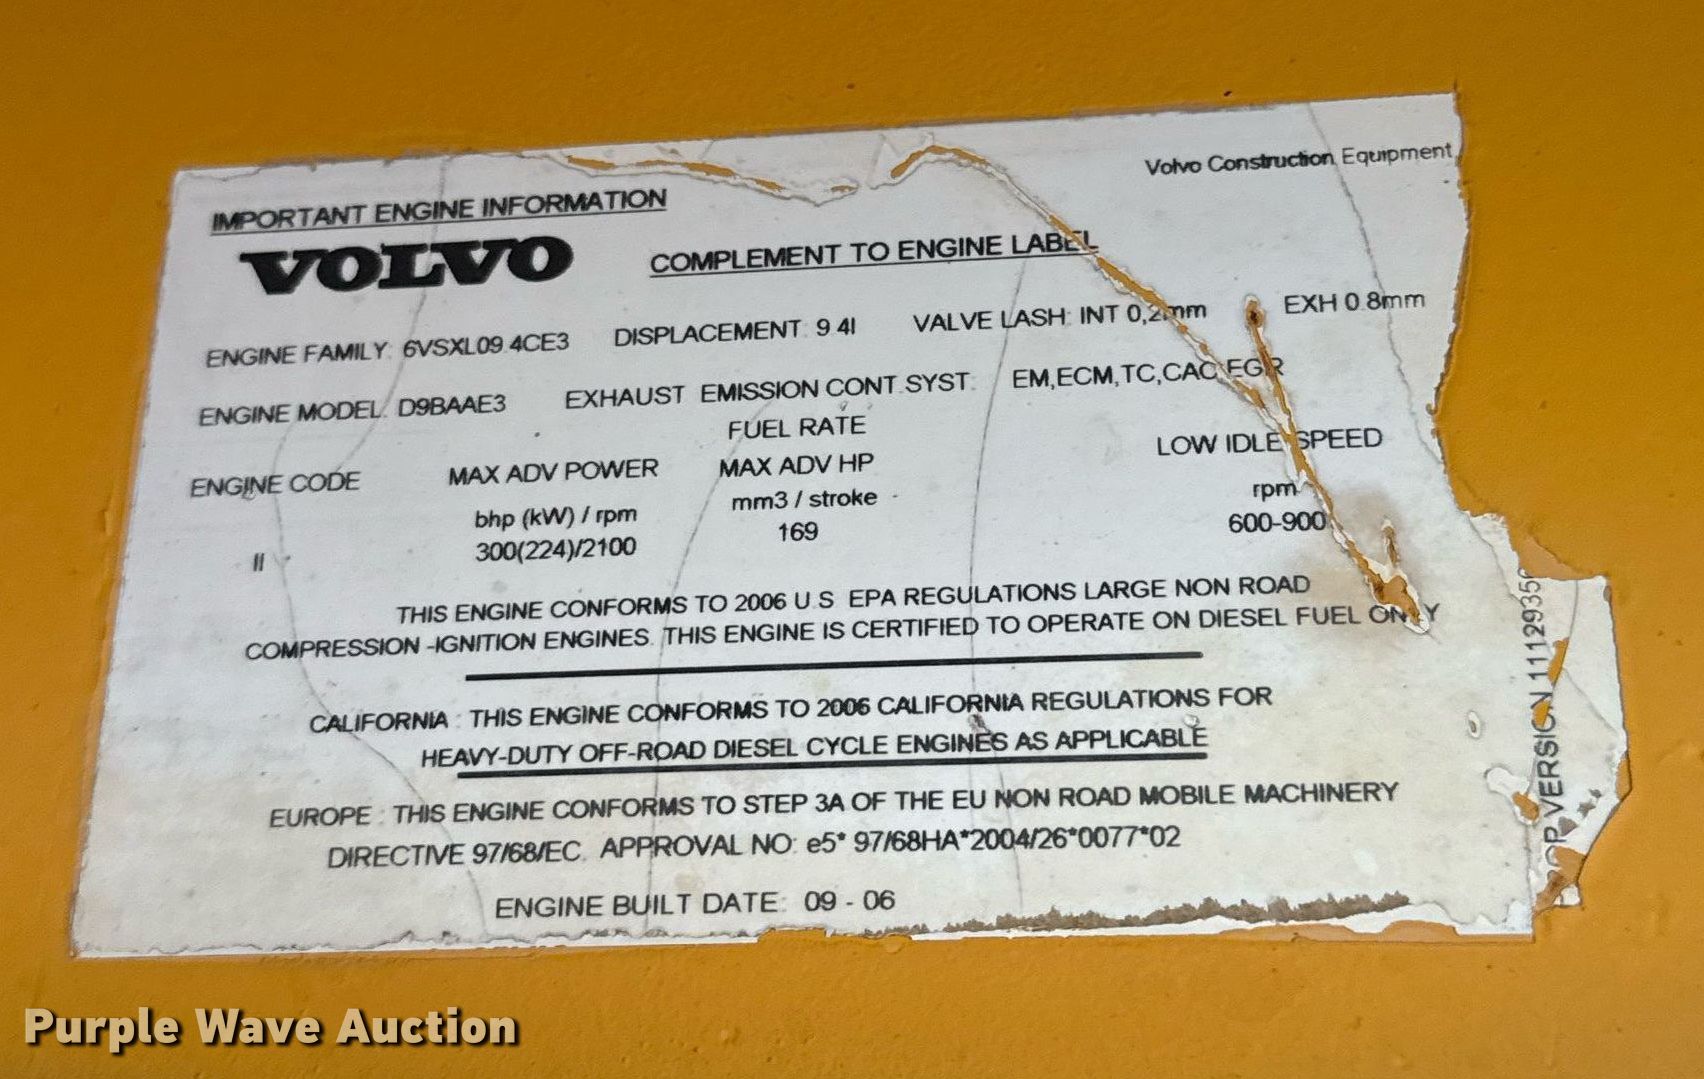 Volvo Construction Equipment
IMPORTANT ENGINE INFORMATION
VOLVO
COMPLEMENT TO ENGINE LABEL
ENGINE FAMILY: 6VSXL09.4CE3 DISPLACEMENT: 9.4l VALVE LASH: INT 0,2mm EXH 0.8mm
ENGINE MODEL: D9BAAE3 EXHAUST EMISSION CONT.SYST: EM,ECM,TC,CAC,EGR
FUEL RATE
ENGINE CODE MAX ADV POWER MAX ADV HP LOW IDLE SPEED
bhp (kW) / rpm mm3 / stroke rpm
II 300(224)/2100 169 600-900
THIS ENGINE CONFORMS TO 2006 U.S EPA REGULATIONS LARGE NON ROAD
COMPRESSION -IGNITION ENGINES. THIS ENGINE IS CERTIFIED TO OPERATE ON DIESEL FUEL ONLY
CALIFORNIA : THIS ENGINE CONFORMS TO 2006 CALIFORNIA REGULATIONS FOR
HEAVY-DUTY OFF-ROAD DIESEL CYCLE ENGINES AS APPLICABLE
EUROPE : THIS ENGINE CONFORMS TO STEP 3A OF THE EU NON ROAD MOBILE MACHINERY
DIRECTIVE 97/68/EC. APPROVAL NO: e5* 97/68HA*2004/26*0077*02
ENGINE BUILT DATE: 09 - 06
VERSION
Purple Wave Auction